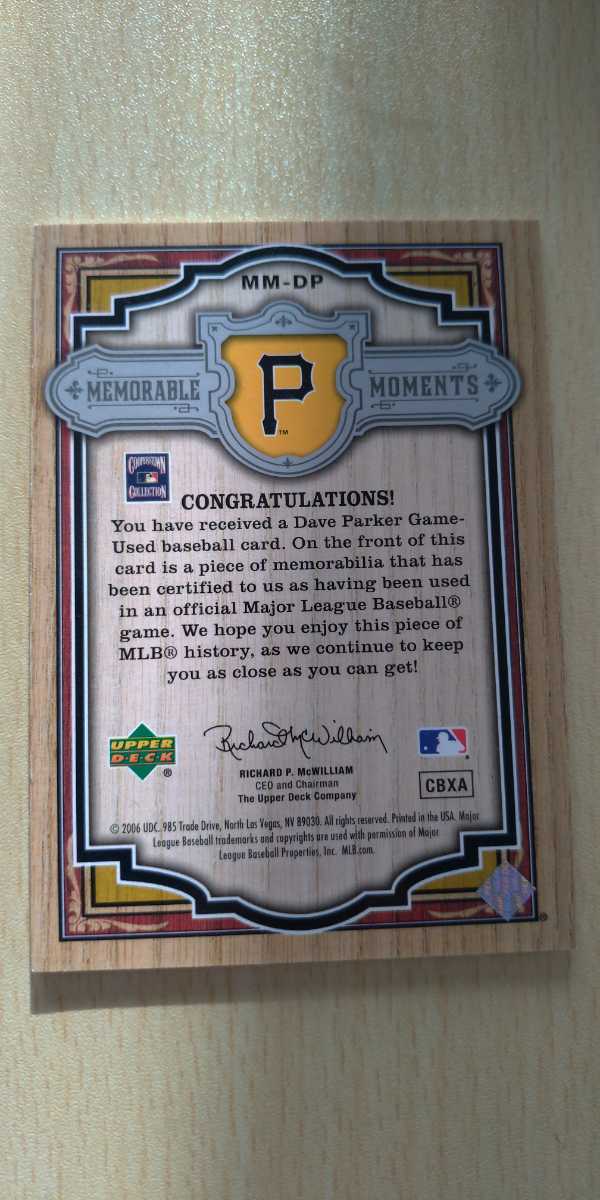 MM-DP
MEMORABLE
P
TM
MOMENTS
COOPERSTOWN
COLLECTION
CONGRATULATIONS!
You have received a Dave Parker Game-
Used baseball card. On the front of this
card is a piece of memorabilia that has
been certified to us as having been used
in an official Major League Baseball®
game. We hope you enjoy this piece of
MLB® history, as we continue to keep
you as close as you can get!
UPPER
DECK
®
Richard McWilliam
RICHARD P. McWILLIAM
CEO and Chairman
The Upper Deck Company
CBXA
© 2006 UDC. 985 Trade Drive, North Las Vegas, NV 89030. All rights reserved. Printed in the USA. Major
League Baseball trademarks and copyrights are used with permission of Major
League Baseball Properties, Inc. MLB.com.